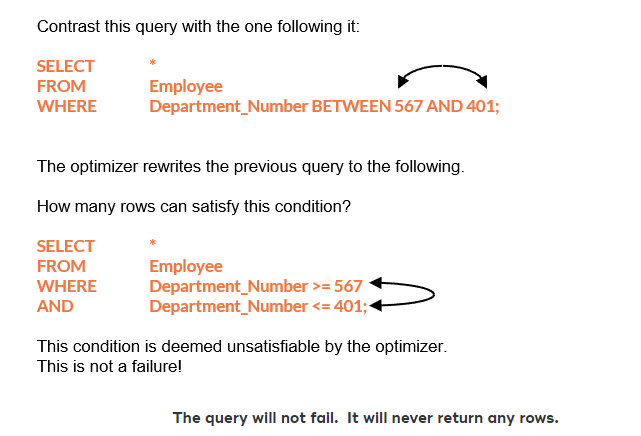 Contrast this query with the one following it:
SELECT *
FROM Employee
WHERE Department_Number BETWEEN 567 AND 401;
The optimizer rewrites the previous query to the following.
How many rows can satisfy this condition?
SELECT *
FROM Employee
WHERE Department_Number >= 567
AND Department_Number <= 401;
This condition is deemed unsatisfiable by the optimizer.
This is not a failure!
The query will not fail. It will never return any rows.